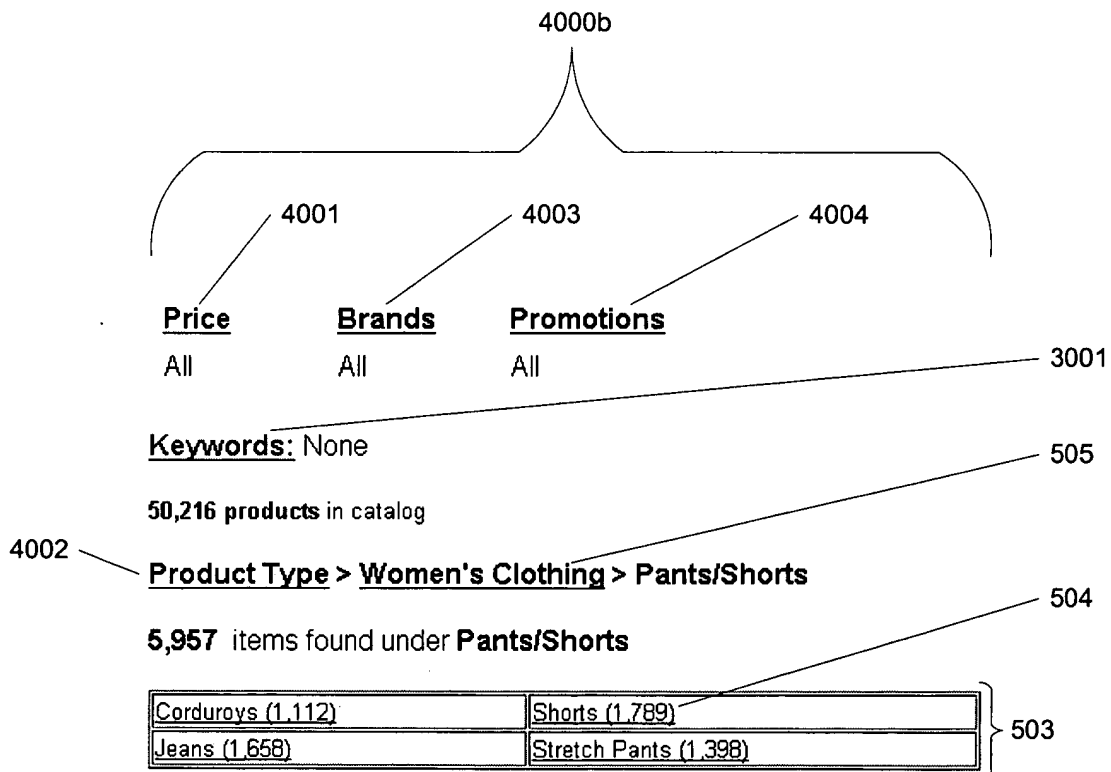 4000b
4001 4003 4004
Price Brands Promotions
All All All
3001
Keywords: None
505
50,216 products in catalog
4002
Product Type > Women's Clothing > Pants/Shorts
504
5,957 items found under Pants/Shorts
Corduroys (1,112) Shorts (1,789)
503
Jeans (1,658) Stretch Pants (1,398)